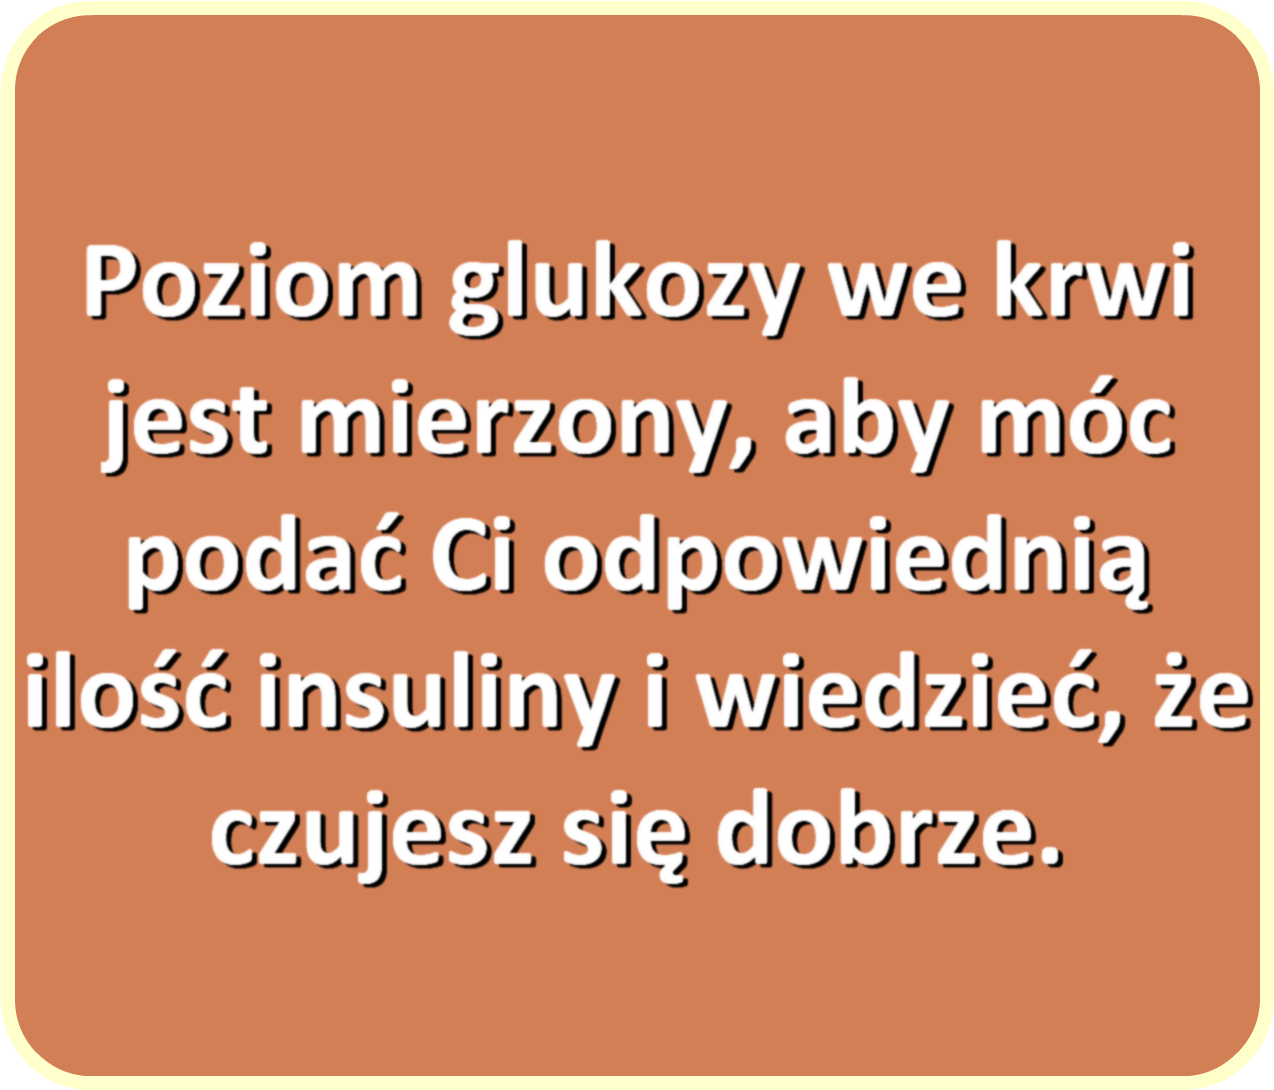 Poziom glukozy we krwi
jest mierzony, aby móc
podać Ci odpowiednią
ilość insuliny i wiedzieć, że
czujesz się dobrze.